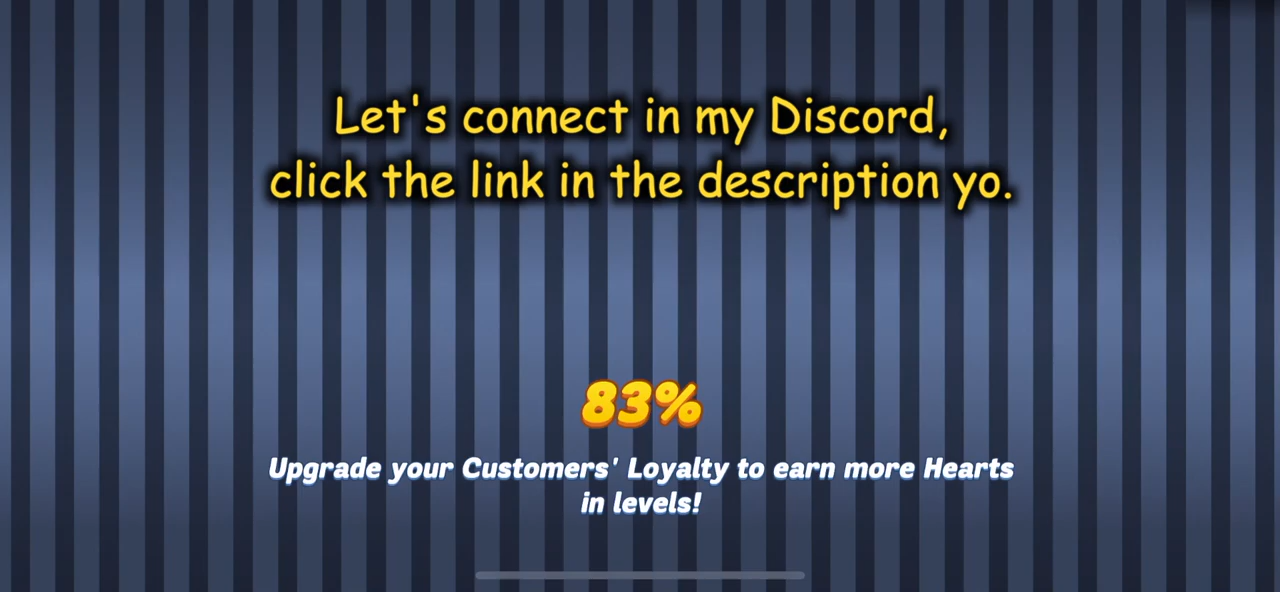 Let's connect in my Discord,
click the link in the description yo.
83%
Upgrade your Customers' Loyalty to earn more Hearts
in levels!